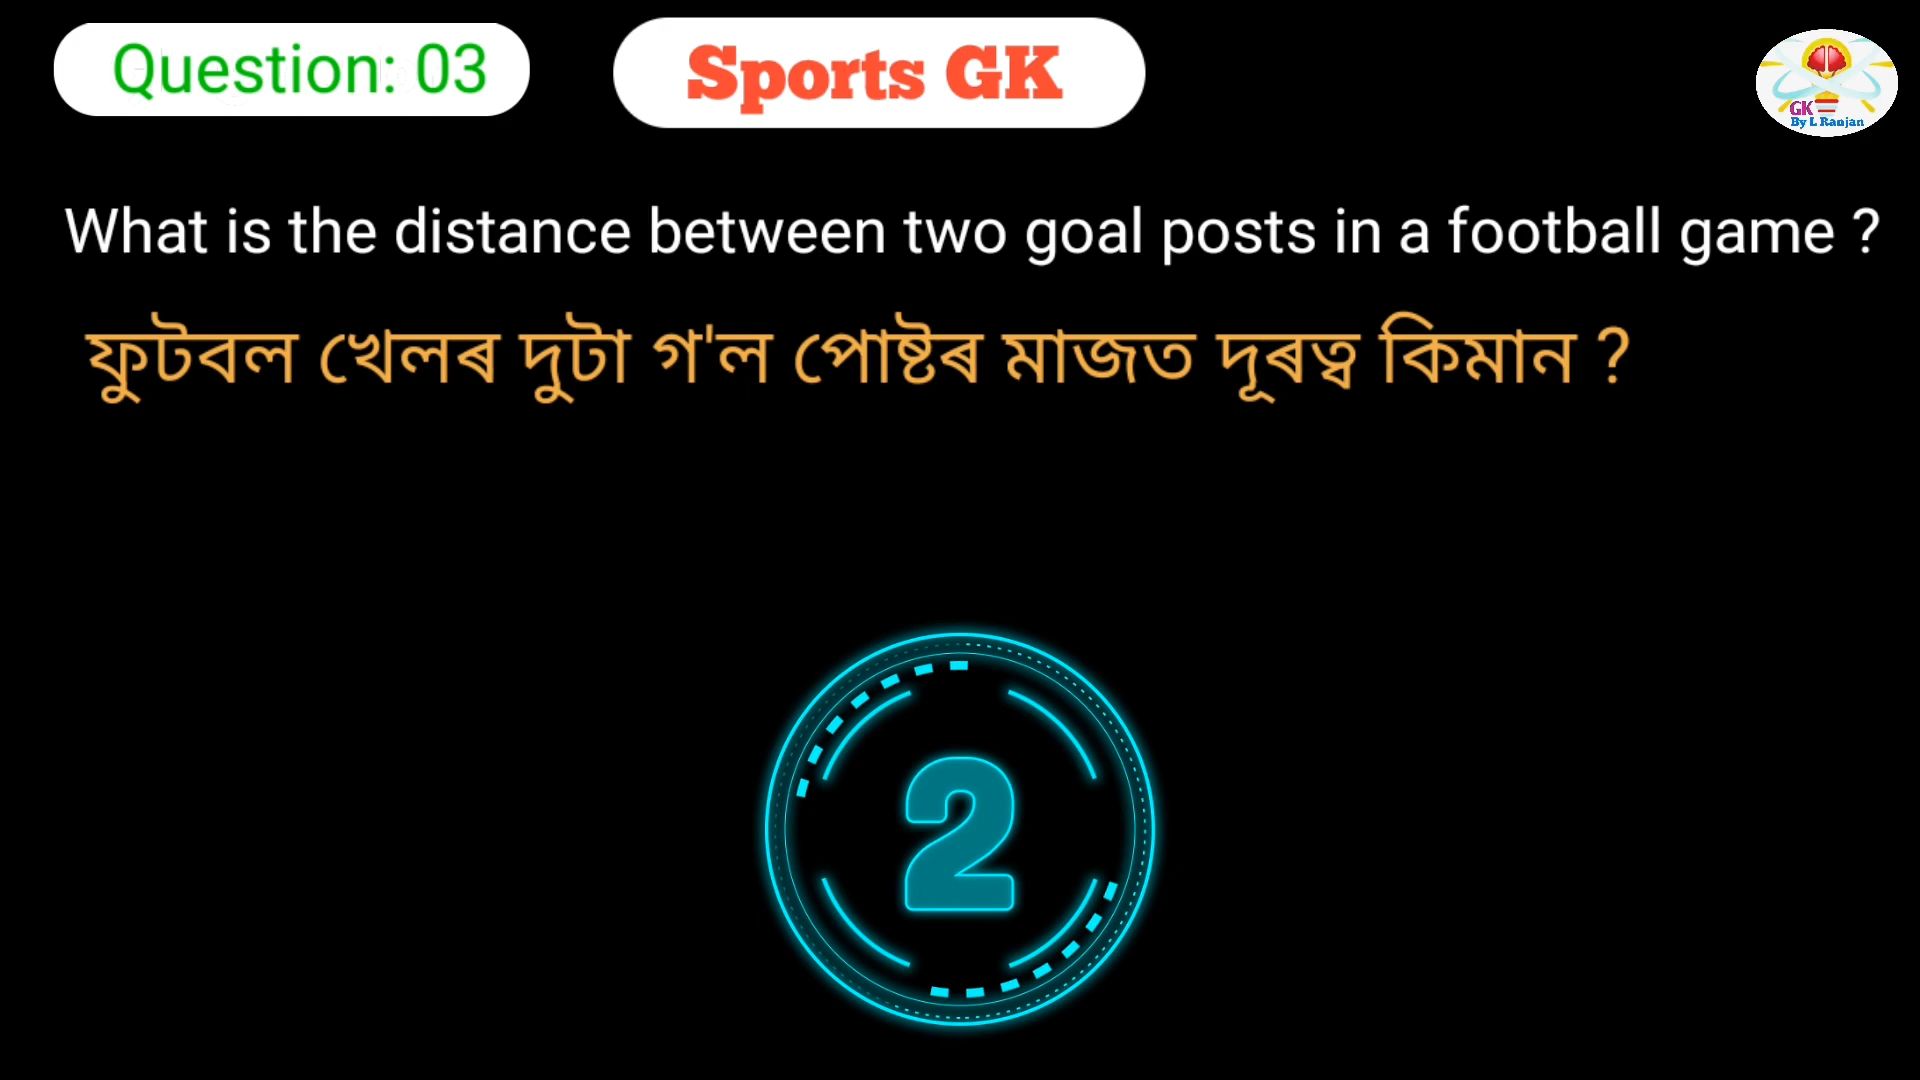 Question: 03
Sports GK
GK
By L Ranjan
What is the distance between two goal posts in a football game ?
ফুটবল খেলৰ দুটা গ'ল পোষ্টৰ মাজত দূৰত্ব কিমান ?
2